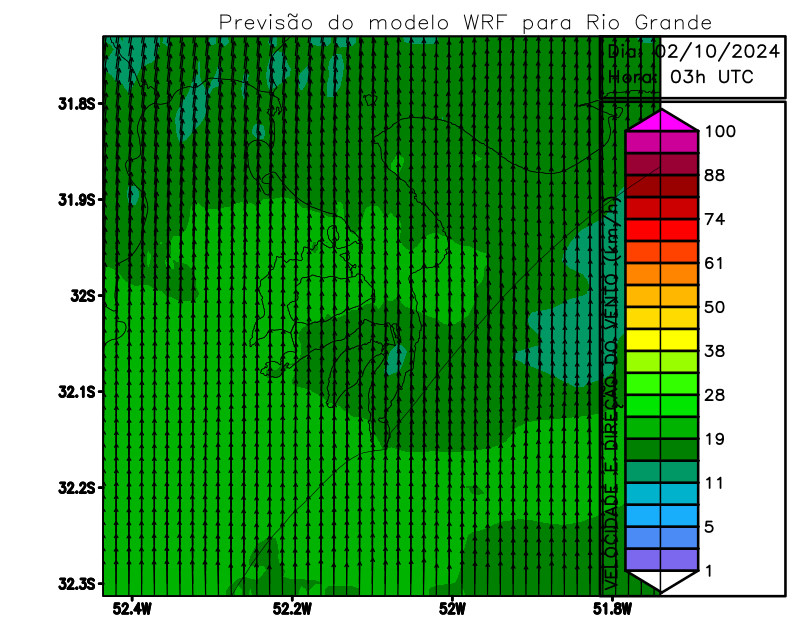 Previsão do modelo WRF para Rio Grande
Dia: 02/10/2024
Hora: 03h UTC
31.8S
31.9S
32S
32.1S
32.2S
32.3S
52.4W
52.2W
52W
51.8W
VELOCIDADE E DIREÇÃO DO VENTO (km/h)
100
88
74
61
50
38
28
19
11
5
1